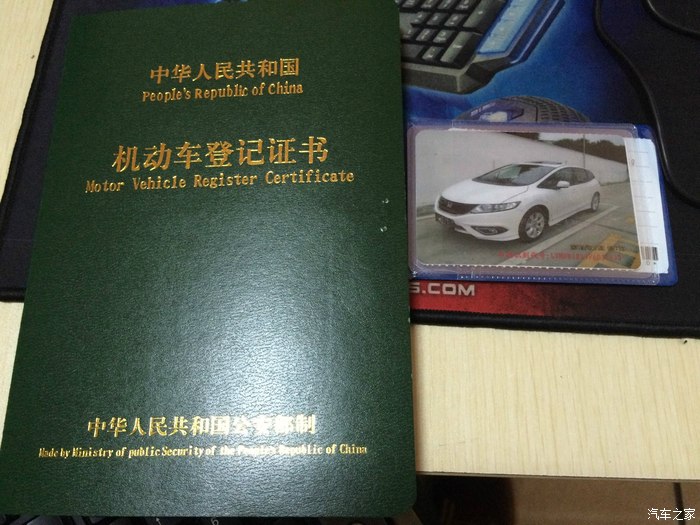 中华人民共和国
People's Republic of China
机动车登记证书
Motor Vehicle Register Certificate
中华人民共和国公安部制
Made by Ministry of public Security of the People's Republic of China
S.COM
汽车之家